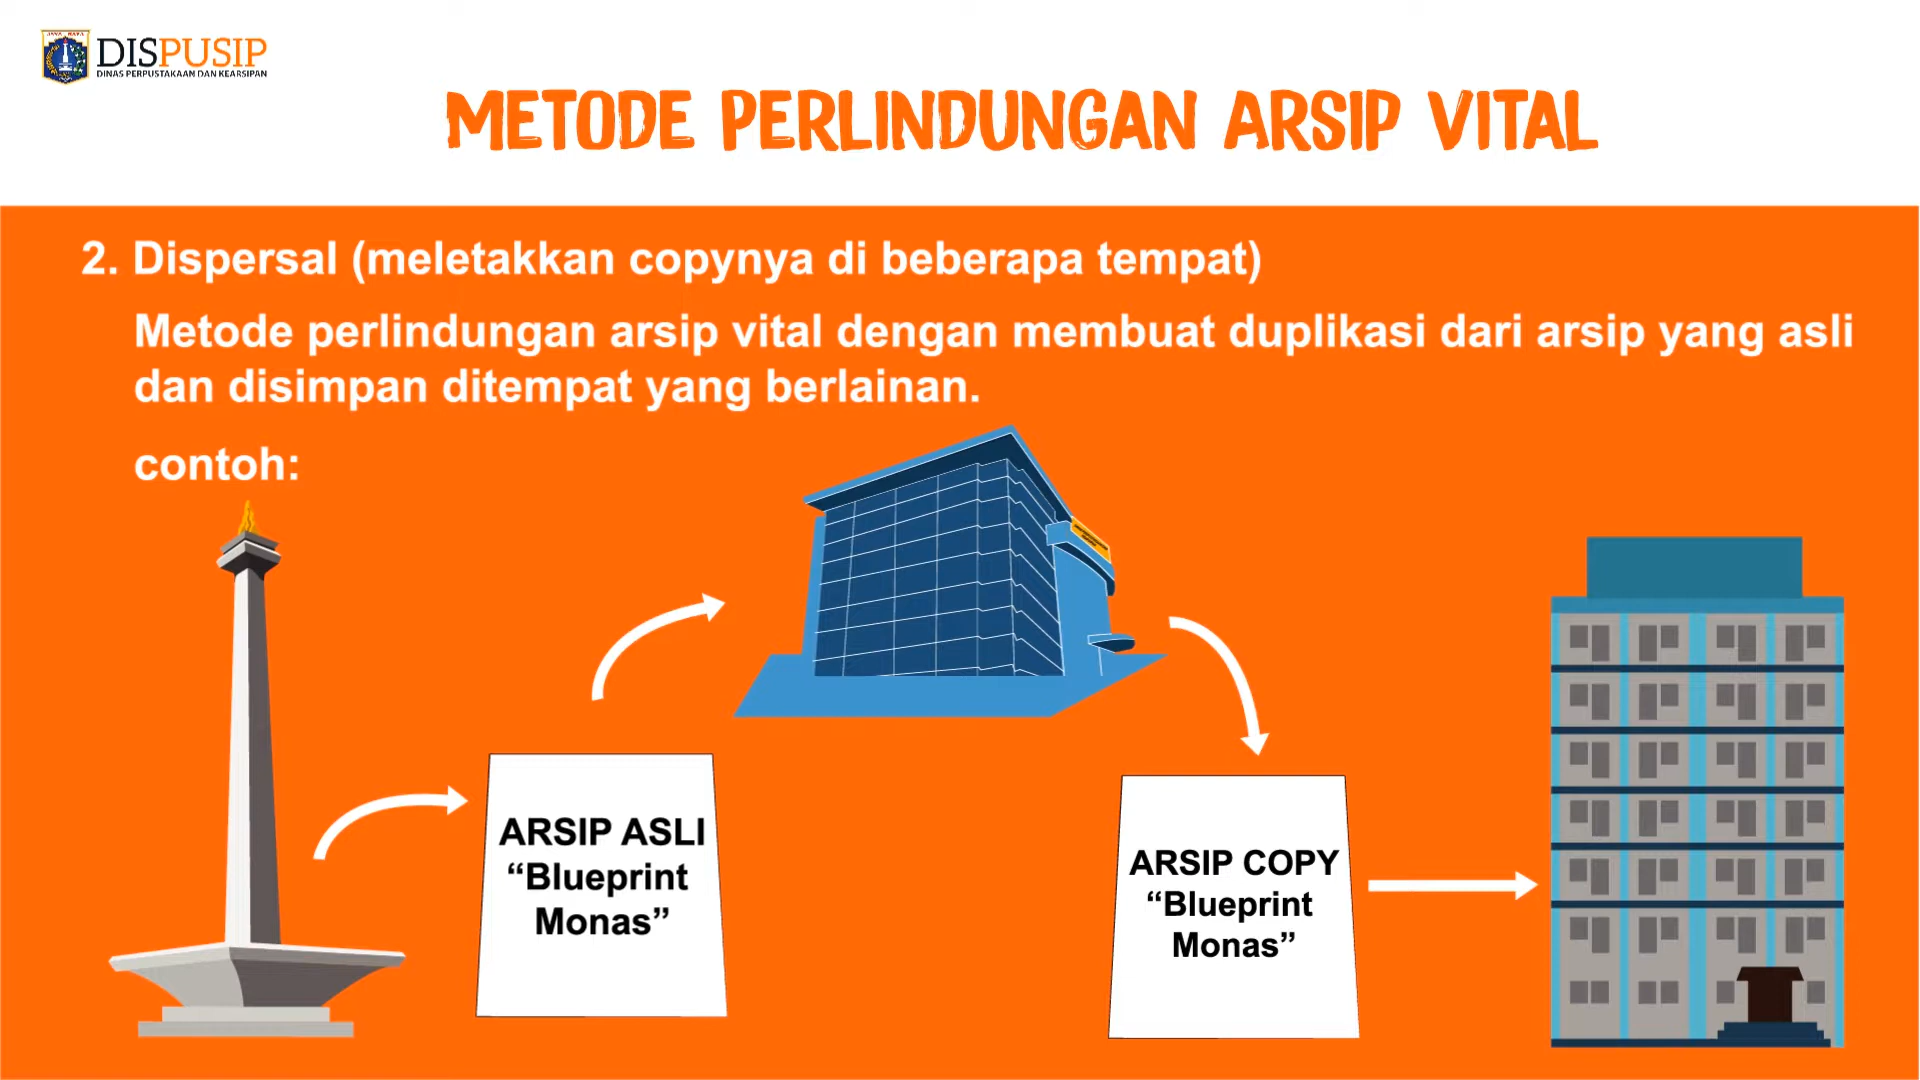 DISPUSIP
DINAS PERPUSTAKAAN DAN KEARSIPAN
METODE PERLINDUNGAN ARSIP VITAL
2. Dispersal (meletakkan copynya di beberapa tempat)
Metode perlindungan arsip vital dengan membuat duplikasi dari arsip yang asli
dan disimpan ditempat yang berlainan.
contoh:
ARSIP ASLI
“Blueprint
Monas”
ARSIP COPY
“Blueprint
Monas”